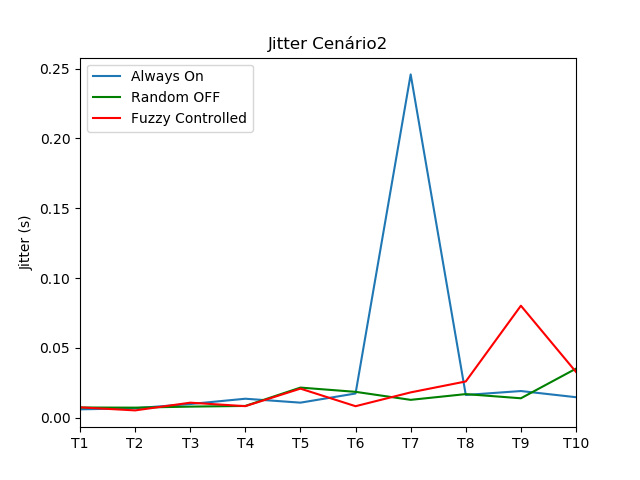 Jitter Cenário2
Always On
Random OFF
Fuzzy Controlled
Jitter (s)
0.25
0.20
0.15
0.10
0.05
0.00
T1 T2 T3 T4 T5 T6 T7 T8 T9 T10